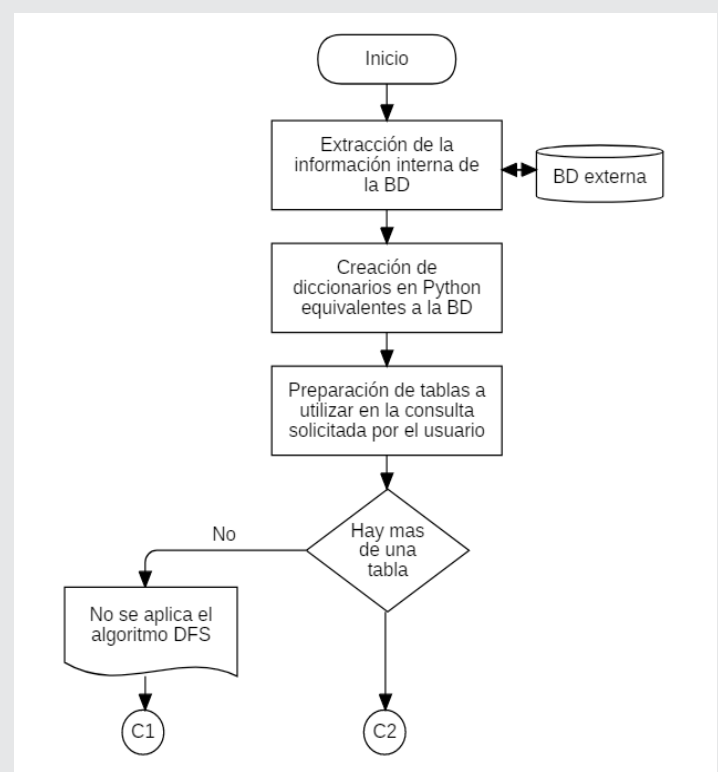 Inicio
Extracción de la
información interna de
la BD
BD externa
Creación de
diccionarios en Python
equivalentes a la BD
Preparación de tablas a
utilizar en la consulta
solicitada por el usuario
Hay mas
de una
tabla
No
No se aplica el
algoritmo DFS
C1
C2